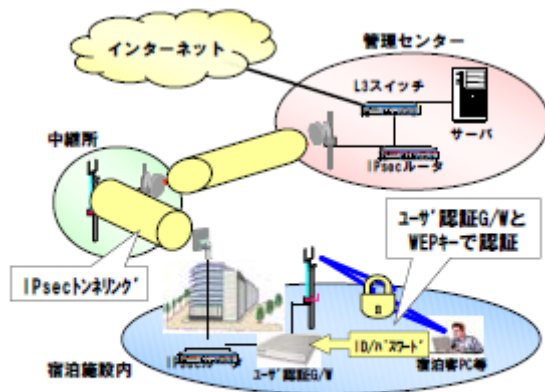 インターネット
管理センター
L3スイッチ
サーバ
IPsecルータ
中継所
IPsecトンネリング
ユーザ認証G/Wと
WEPキーで認証
ID/パスワード
宿泊施設内
ユーザ認証G/W
宿泊客PC等